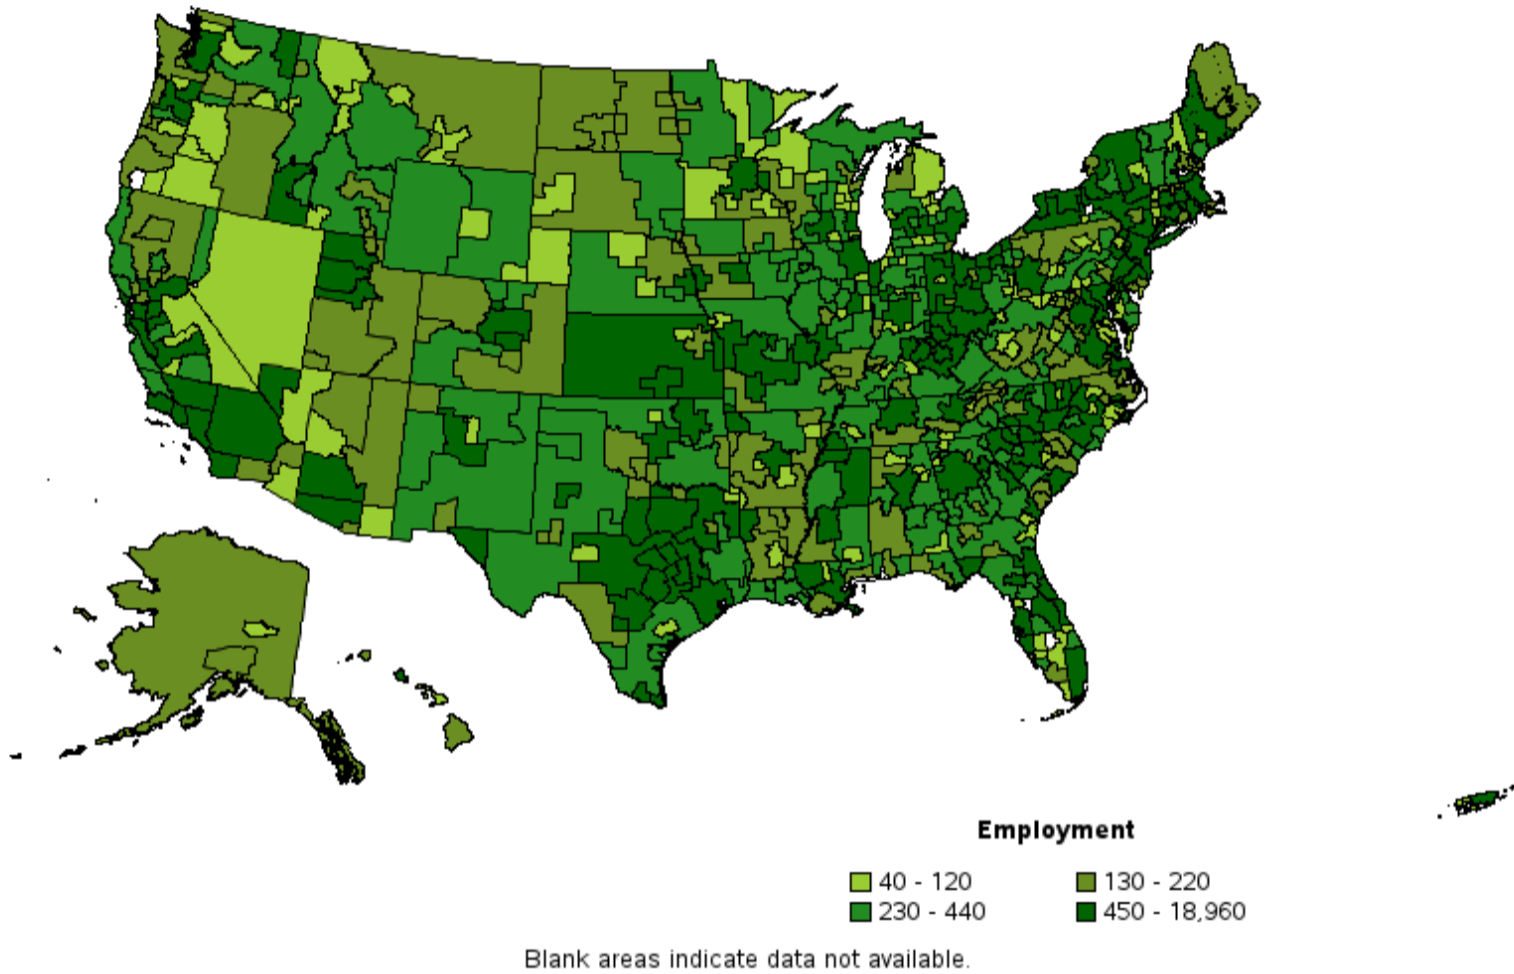 Employment
40 - 120
130 - 220
230 - 440
450 - 18,960
Blank areas indicate data not available.